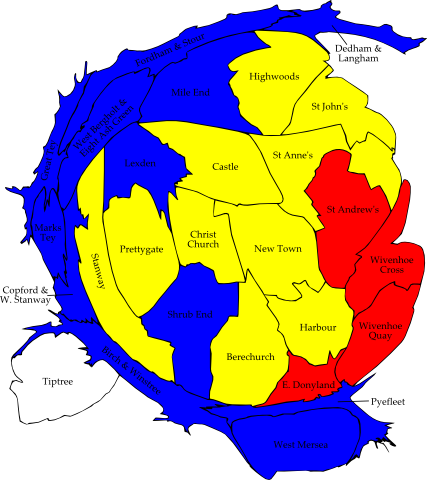 Dedham &
Langham
Fordham & Stour
Highwoods
Mile End
St John's
West Bergholt &
Eight Ash Green
Great Tey
St Anne's
Lexden
Castle
St Andrew's
Marks
Tey
Christ
Church
Prettygate
New Town
Stanway
Wivenhoe
Cross
Copford &
W. Stanway
Shrub End
Harbour
Wivenhoe
Quay
Birch & Winstree
Berechurch
Tiptree
E. Donyland
Pyefleet
West Mersea